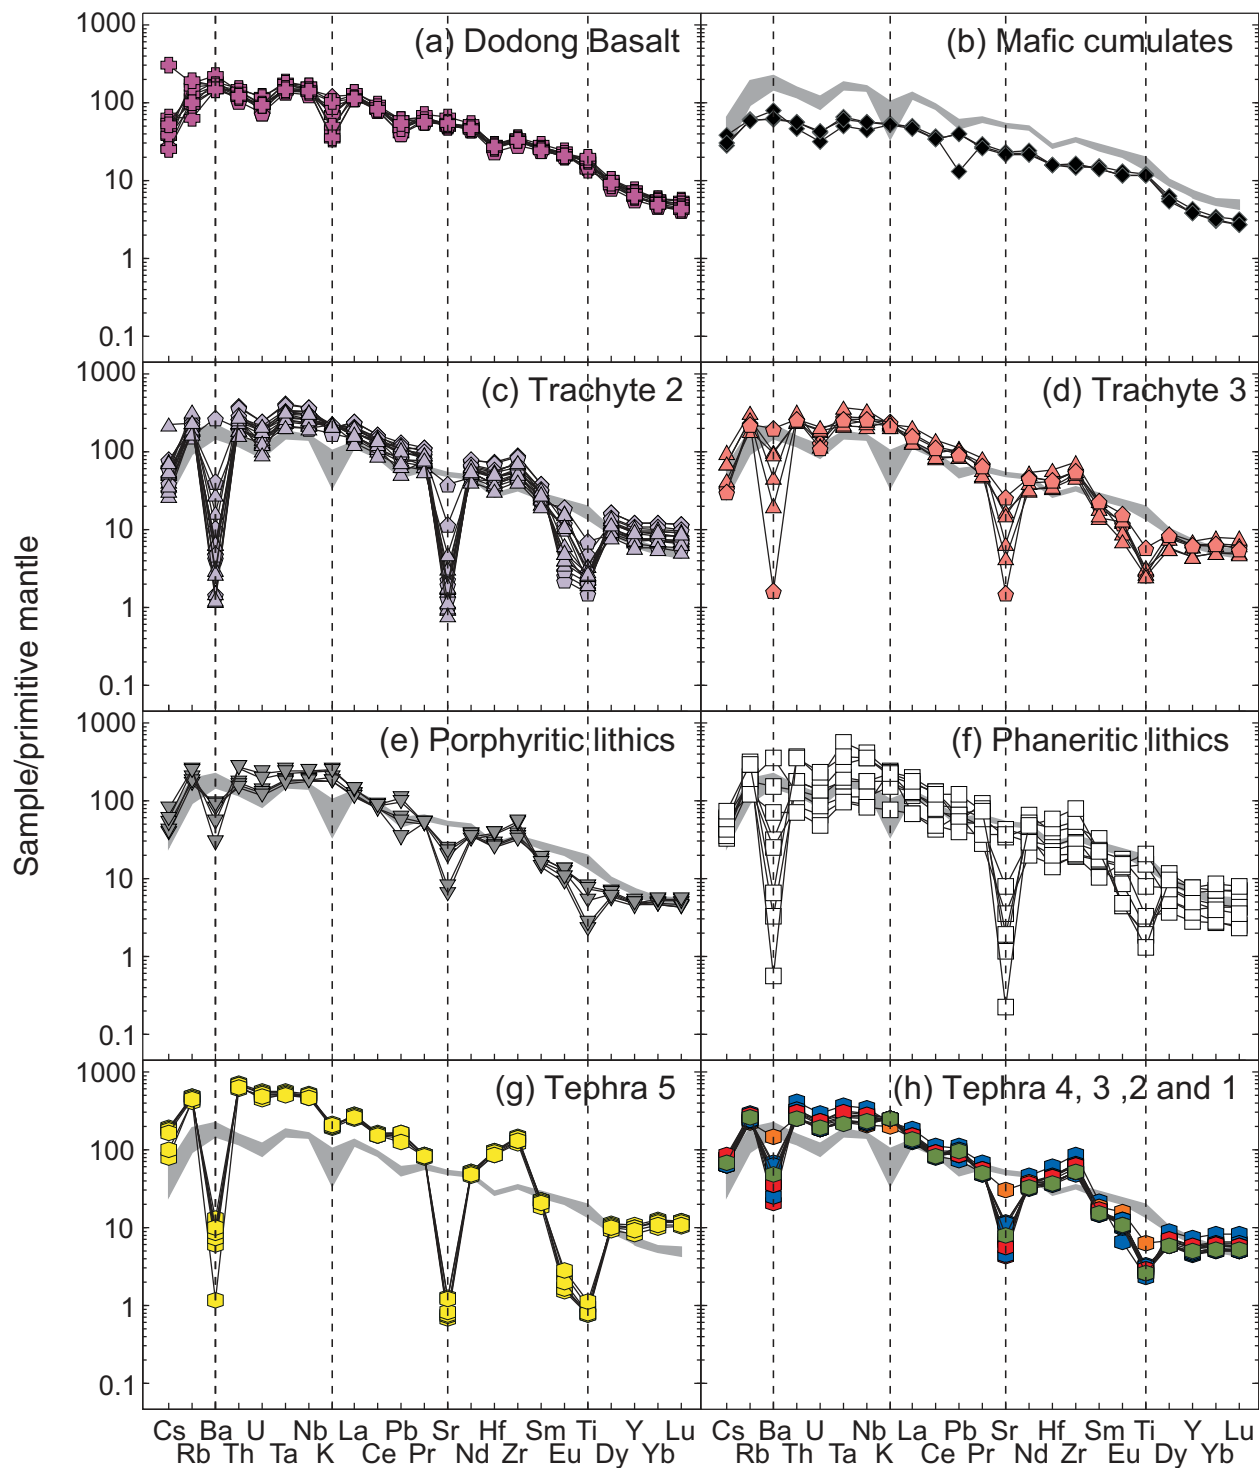 Sample/primitive mantle
(a) Dodong Basalt
(b) Mafic cumulates
1000
100
10
1
0.1
(c) Trachyte 2
(d) Trachyte 3
1000
100
10
1
0.1
(e) Porphyritic lithics
(f) Phaneritic lithics
1000
100
10
1
0.1
(g) Tephra 5
(h) Tephra 4, 3 ,2 and 1
1000
100
10
1
0.1
Cs Ba U Nb La Pb Sr Hf Sm Ti Y Lu
Rb Th Ta K Ce Pr Nd Zr Eu Dy Yb
Cs Ba U Nb La Pb Sr Hf Sm Ti Y Lu
Rb Th Ta K Ce Pr Nd Zr Eu Dy Yb